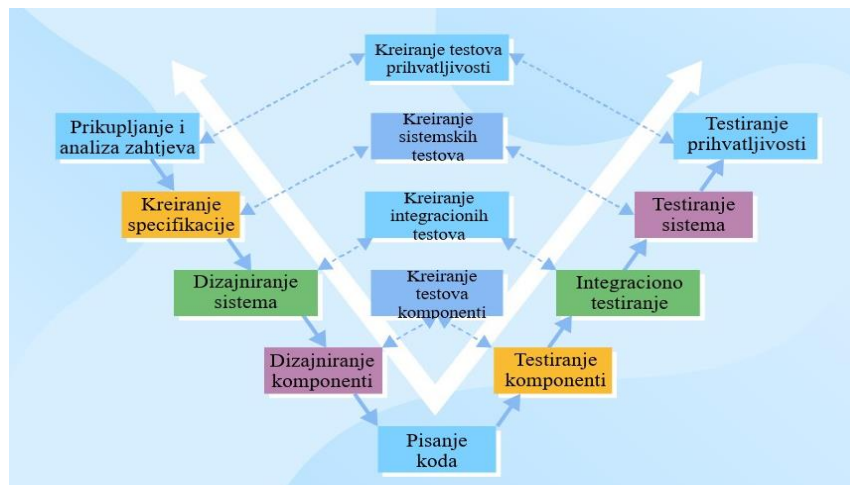 Kreiranje testova
prihvatljivosti
Prikupljanje i
analiza zahtjeva
Kreiranje
sistemskih
testova
Testiranje
prihvatljivosti
Kreiranje
specifikacije
Kreiranje
integracionih
testova
Testiranje
sistema
Dizajniranje
sistema
Kreiranje
testova
komponenti
Integraciono
testiranje
Dizajniranje
komponenti
Testiranje
komponenti
Pisanje
koda